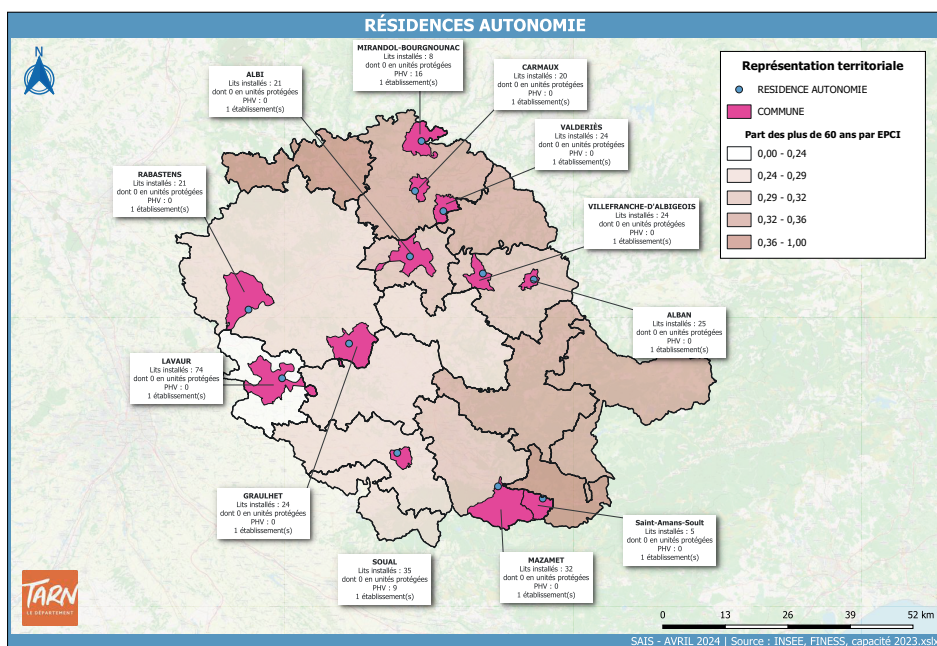 RÉSIDENCES AUTONOMIE
N
MIRANDOL-BOURGNOUNAC
Lits installés : 8
dont 0 en unités protégées
PHV : 16
1 établissement(s)
ALBI
Lits installés : 21
dont 0 en unités protégées
PHV : 0
1 établissement(s)
CARMAUX
Lits installés : 20
dont 0 en unités protégées
PHV : 0
1 établissement(s)
VALDERIÈS
Lits installés : 24
dont 0 en unités protégées
PHV : 0
1 établissement(s)
RABASTENS
Lits installés : 21
dont 0 en unités protégées
PHV : 0
1 établissement(s)
VILLEFRANCHE-D'ALBIGEOIS
Lits installés : 24
dont 0 en unités protégées
PHV : 0
1 établissement(s)
ALBAN
Lits installés : 25
dont 0 en unités protégées
PHV : 0
1 établissement(s)
LAVAUR
Lits installés : 74
dont 0 en unités protégées
PHV : 0
1 établissement(s)
GRAULHET
Lits installés : 24
dont 0 en unités protégées
PHV : 0
1 établissement(s)
SOUAL
Lits installés : 35
dont 0 en unités protégées
PHV : 9
1 établissement(s)
MAZAMET
Lits installés : 32
dont 0 en unités protégées
PHV : 0
1 établissement(s)
Saint-Amans-Soult
Lits installés : 5
dont 0 en unités protégées
PHV : 0
1 établissement(s)
Représentation territoriale
RESIDENCE AUTONOMIE
COMMUNE
Part des plus de 60 ans par EPCI
0,00 - 0,24
0,24 - 0,29
0,29 - 0,32
0,32 - 0,36
0,36 - 1,00
TARN
LE DÉPARTEMENT
0 13 26 39 52 km
SAIS - AVRIL 2024 | Source : INSEE, FINESS, capacité 2023.xslx